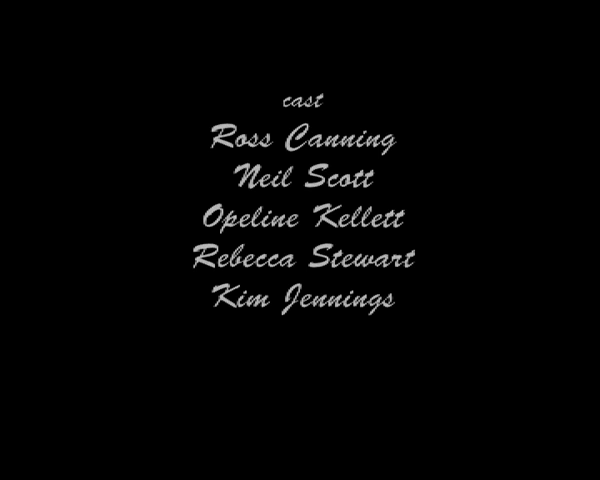 cast
Ross Canning
Neil Scott
Opeline Kellett
Rebecca Stewart
Kim Jennings